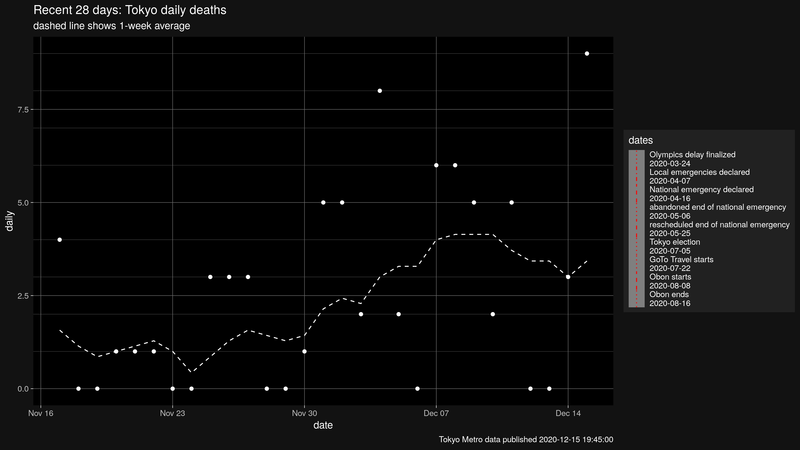 Recent 28 days: Tokyo daily deaths
dashed line shows 1-week average
daily
7.5
5.0
2.5
0.0
Nov 16
Nov 23
Nov 30
Dec 07
Dec 14
date
Tokyo Metro data published 2020-12-15 19:45:00
dates
Olympics delay finalized
2020-03-24
Local emergencies declared
2020-04-07
National emergency declared
2020-04-16
abandoned end of national emergency
2020-05-06
rescheduled end of national emergency
2020-05-25
Tokyo election
2020-07-05
GoTo Travel starts
2020-07-22
Obon starts
2020-08-08
Obon ends
2020-08-16